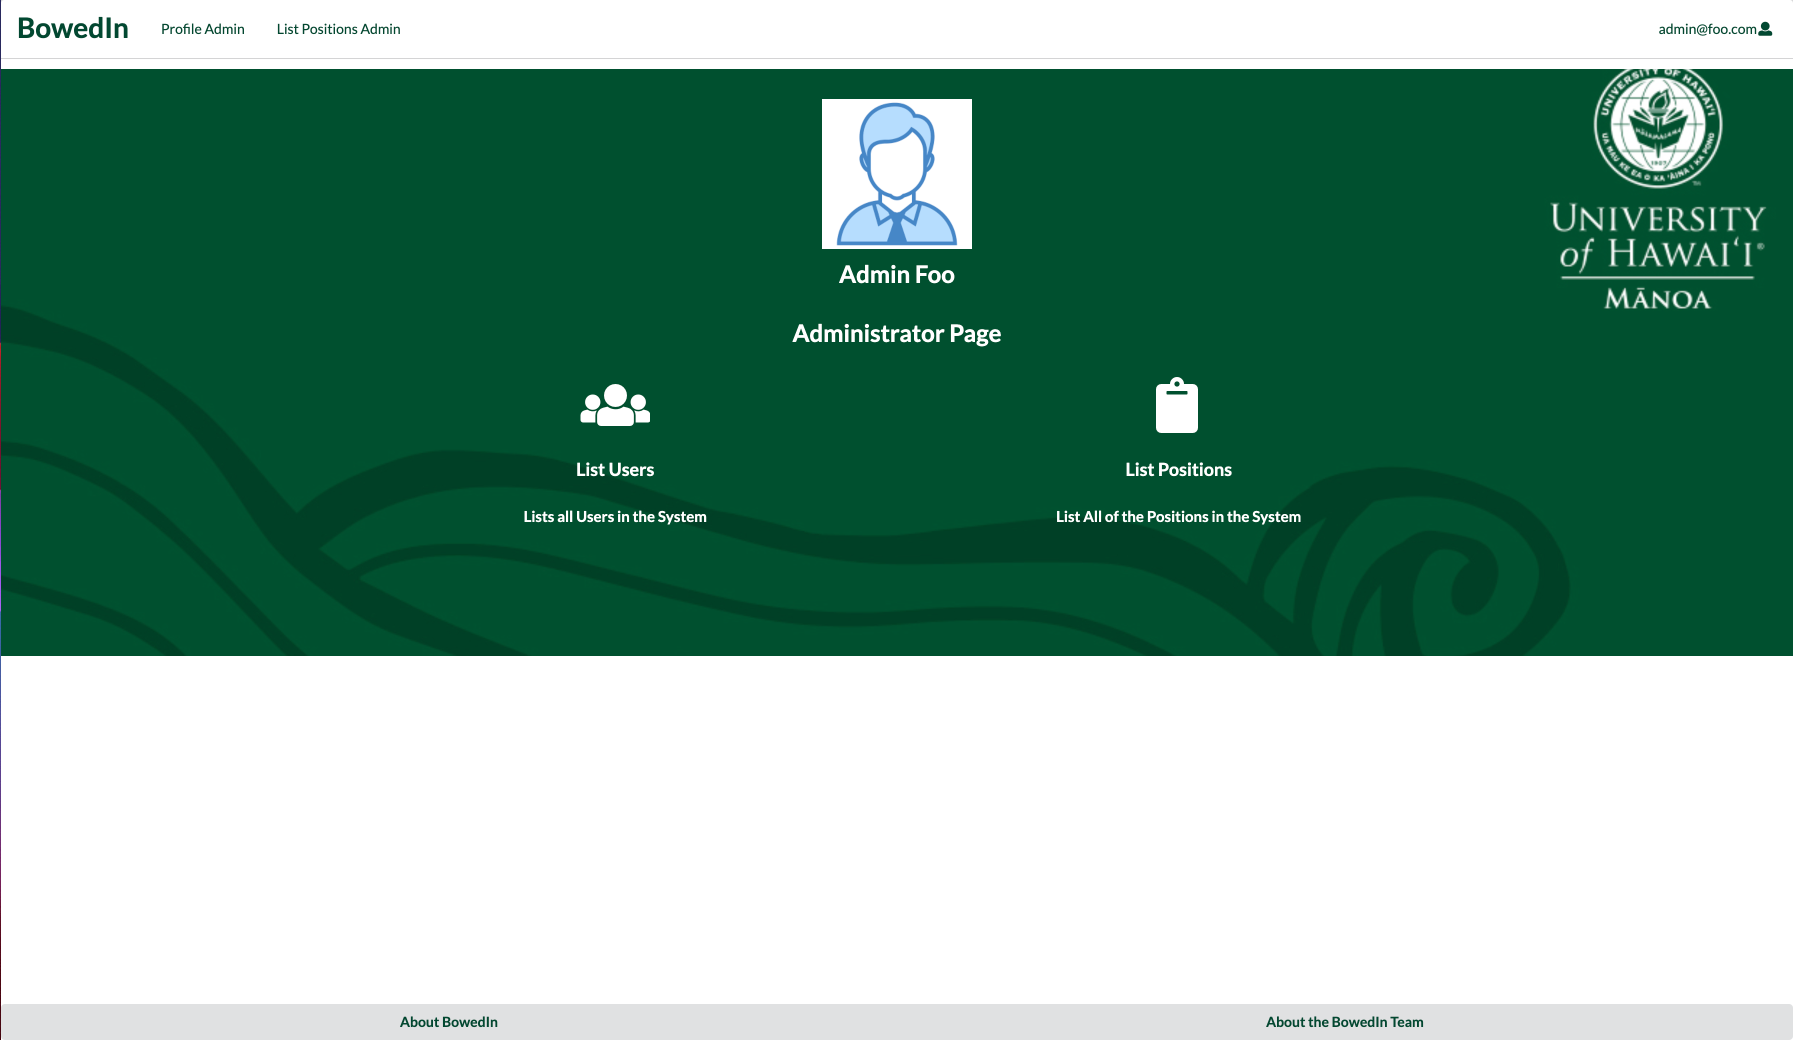 BowedIn
Profile Admin
List Positions Admin
admin@foo.com
UNIVERSITY OF HAWAI‘I
UA MAU KE EA O KA ‘ĀINA I KA PONO
1907
TM
UNIVERSITY
of HAWAI‘I®
MĀNOA
Admin Foo
Administrator Page
List Users
List Positions
Lists all Users in the System
List All of the Positions in the System
About BowedIn
About the BowedIn Team